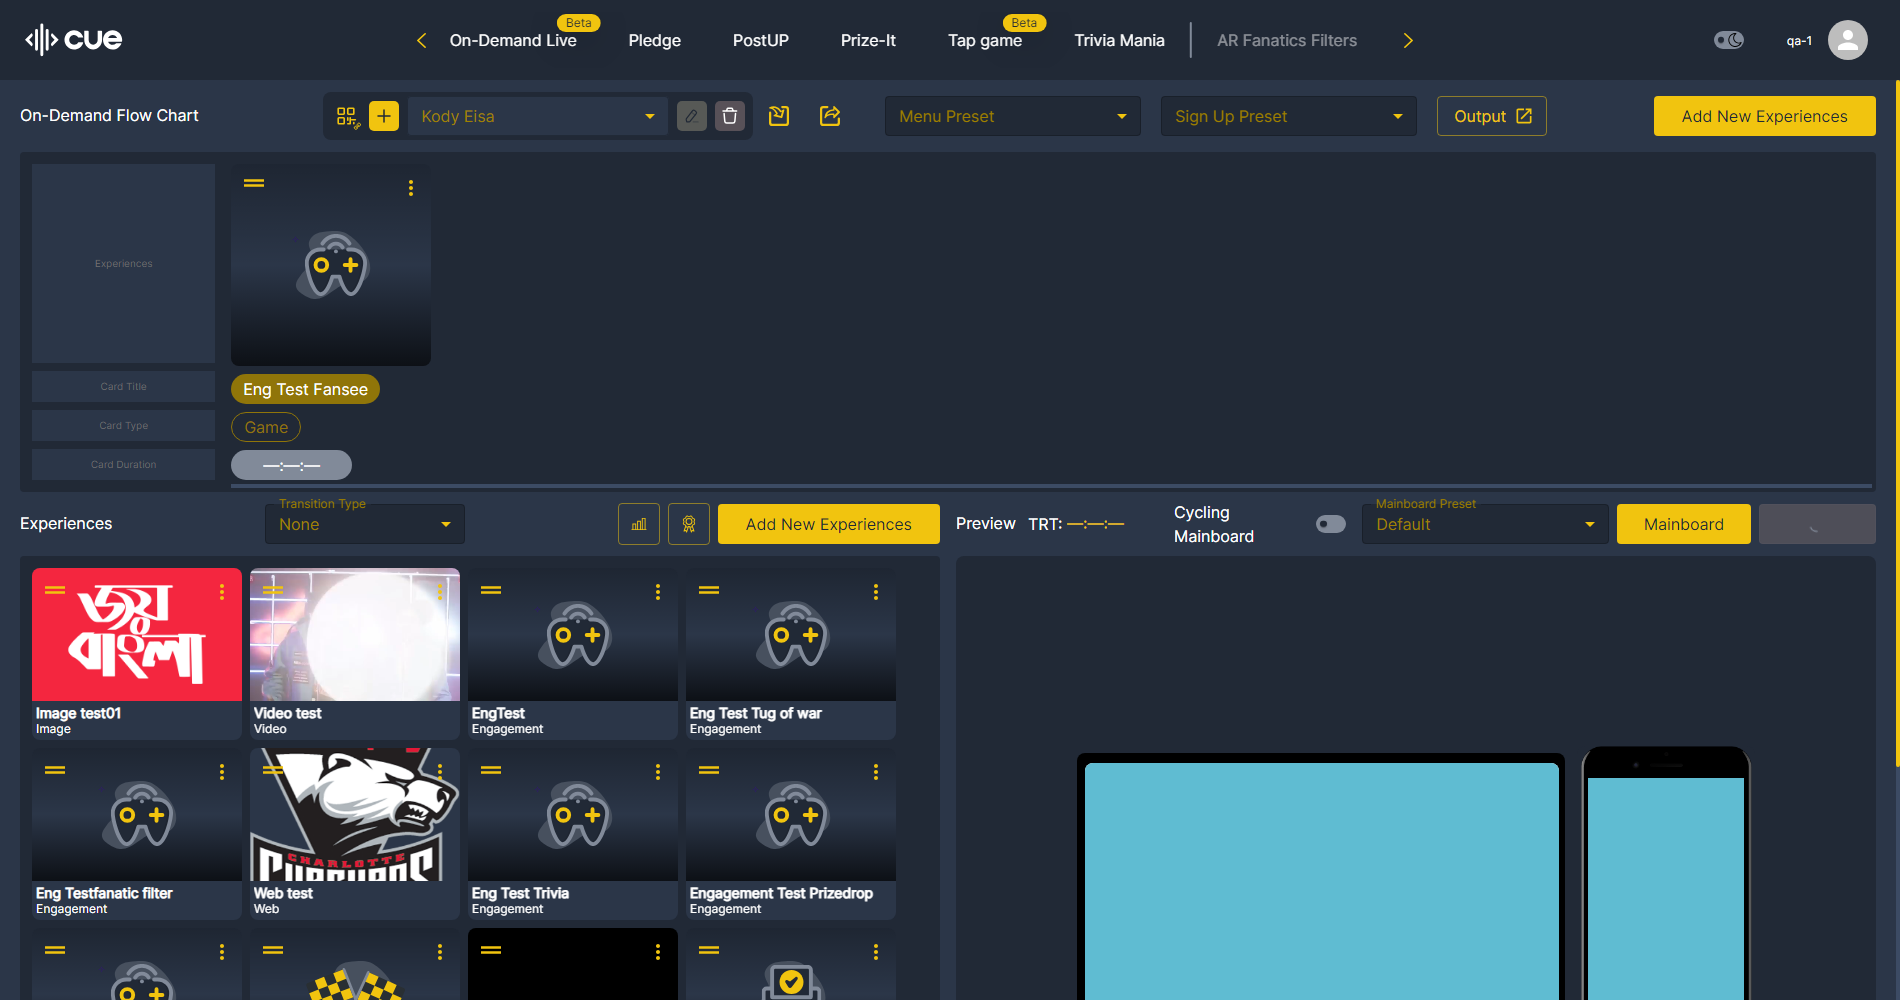 cue
On-Demand Live
Beta
Pledge
PostUP
Prize-It
Tap game
Beta
Trivia Mania
AR Fanatics Filters
qa-1
On-Demand Flow Chart
Kody Eisa
Menu Preset
Sign Up Preset
Output
Add New Experiences
Experiences
Card Title
Eng Test Fansee
Card Type
Game
Card Duration
—:—:—
Experiences
Transition Type
None
Add New Experiences
Preview
TRT: —:—:—
Cycling
Mainboard
Mainboard Preset
Default
Mainboard
জয়
বাংলা
Image test01
Image
Video test
Video
EngTest
Engagement
Eng Test Tug of war
Engagement
Eng Testfanatic filter
Engagement
CHARLOTTE
Web test
Web
Eng Test Trivia
Engagement
Engagement Test Prizedrop
Engagement